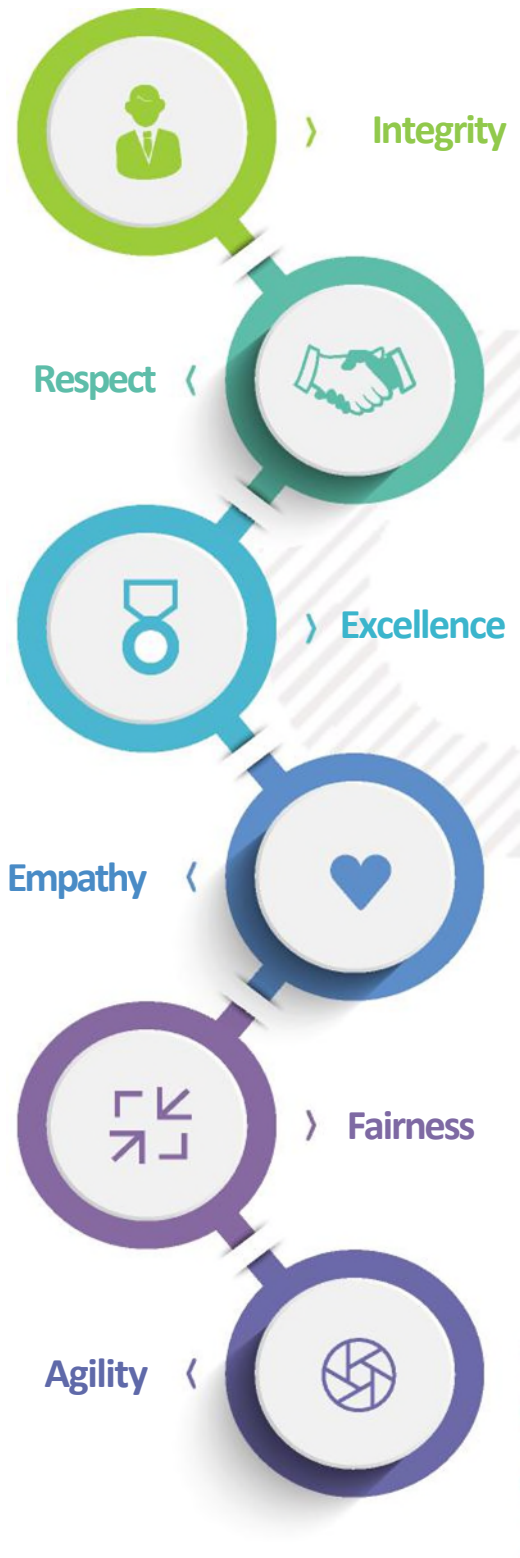 Integrity
Respect
Excellence
Empathy
Fairness
Agility